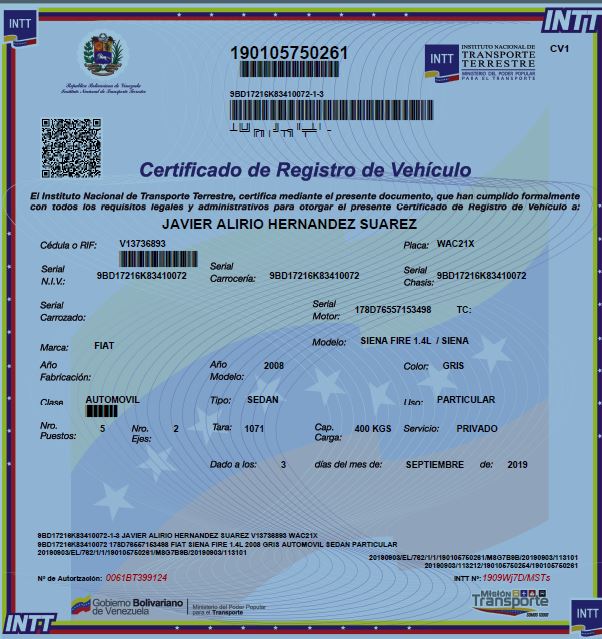 INTT
INTT
190105750261
INTT
INSTITUTO NACIONAL DE
TRANSPORTE
TERRESTRE
MINISTERIO DEL PODER POPULAR
PARA EL TRANSPORTE
CV1
República Bolivariana de Venezuela
Instituto Nacional de Transporte Terrestre
9BD17216K83410072-1-3
Certificado de Registro de Vehículo
El Instituto Nacional de Transporte Terrestre, certifica mediante el presente documento, que han cumplido formalmente
con todos los requisitos legales y administrativos para otorgar el presente Certificado de Registro de Vehículo a:
JAVIER ALIRIO HERNANDEZ SUAREZ
Cédula o RIF: V13736893 Placa: WAC21X
Serial N.I.V.: 9BD17216K83410072 Serial Carrocería: 9BD17216K83410072 Serial Chasis: 9BD17216K83410072
Serial Carrozado: Serial Motor: 178D76557153498 TC:
Marca: FIAT Modelo: SIENA FIRE 1.4L / SIENA
Año Fabricación: Año Modelo: 2008 Color: GRIS
Clase AUTOMOVIL Tipo: SEDAN Uso: PARTICULAR
Nro. Puestos: 5 Nro. Ejes: 2 Tara: 1071 Cap. Carga: 400 KGS Servicio: PRIVADO
Dado a los: 3 días del mes de: SEPTIEMBRE de: 2019
9BD17216K83410072-1-3 JAVIER ALIRIO HERNANDEZ SUAREZ V13736893 WAC21X
9BD17216K83410072 178D76557153498 FIAT SIENA FIRE 1.4L 2008 GRIS AUTOMOVIL SEDAN PARTICULAR
20190903/EL/782/1/1/190105750261/M8G7B9B/20190903/113101
20190903/EL/782/1/1/190105750261/M8G7B9B/20190903/113101
20190903/113212/190105750254/190105750261
Nº de Autorización: 0061BT399124
INTT Nº: 1909Wj7D/MSTs
Gobierno Bolivariano
de Venezuela
Ministerio del Poder Popular
para el Transporte
Misión
Transporte
INTT
INTT